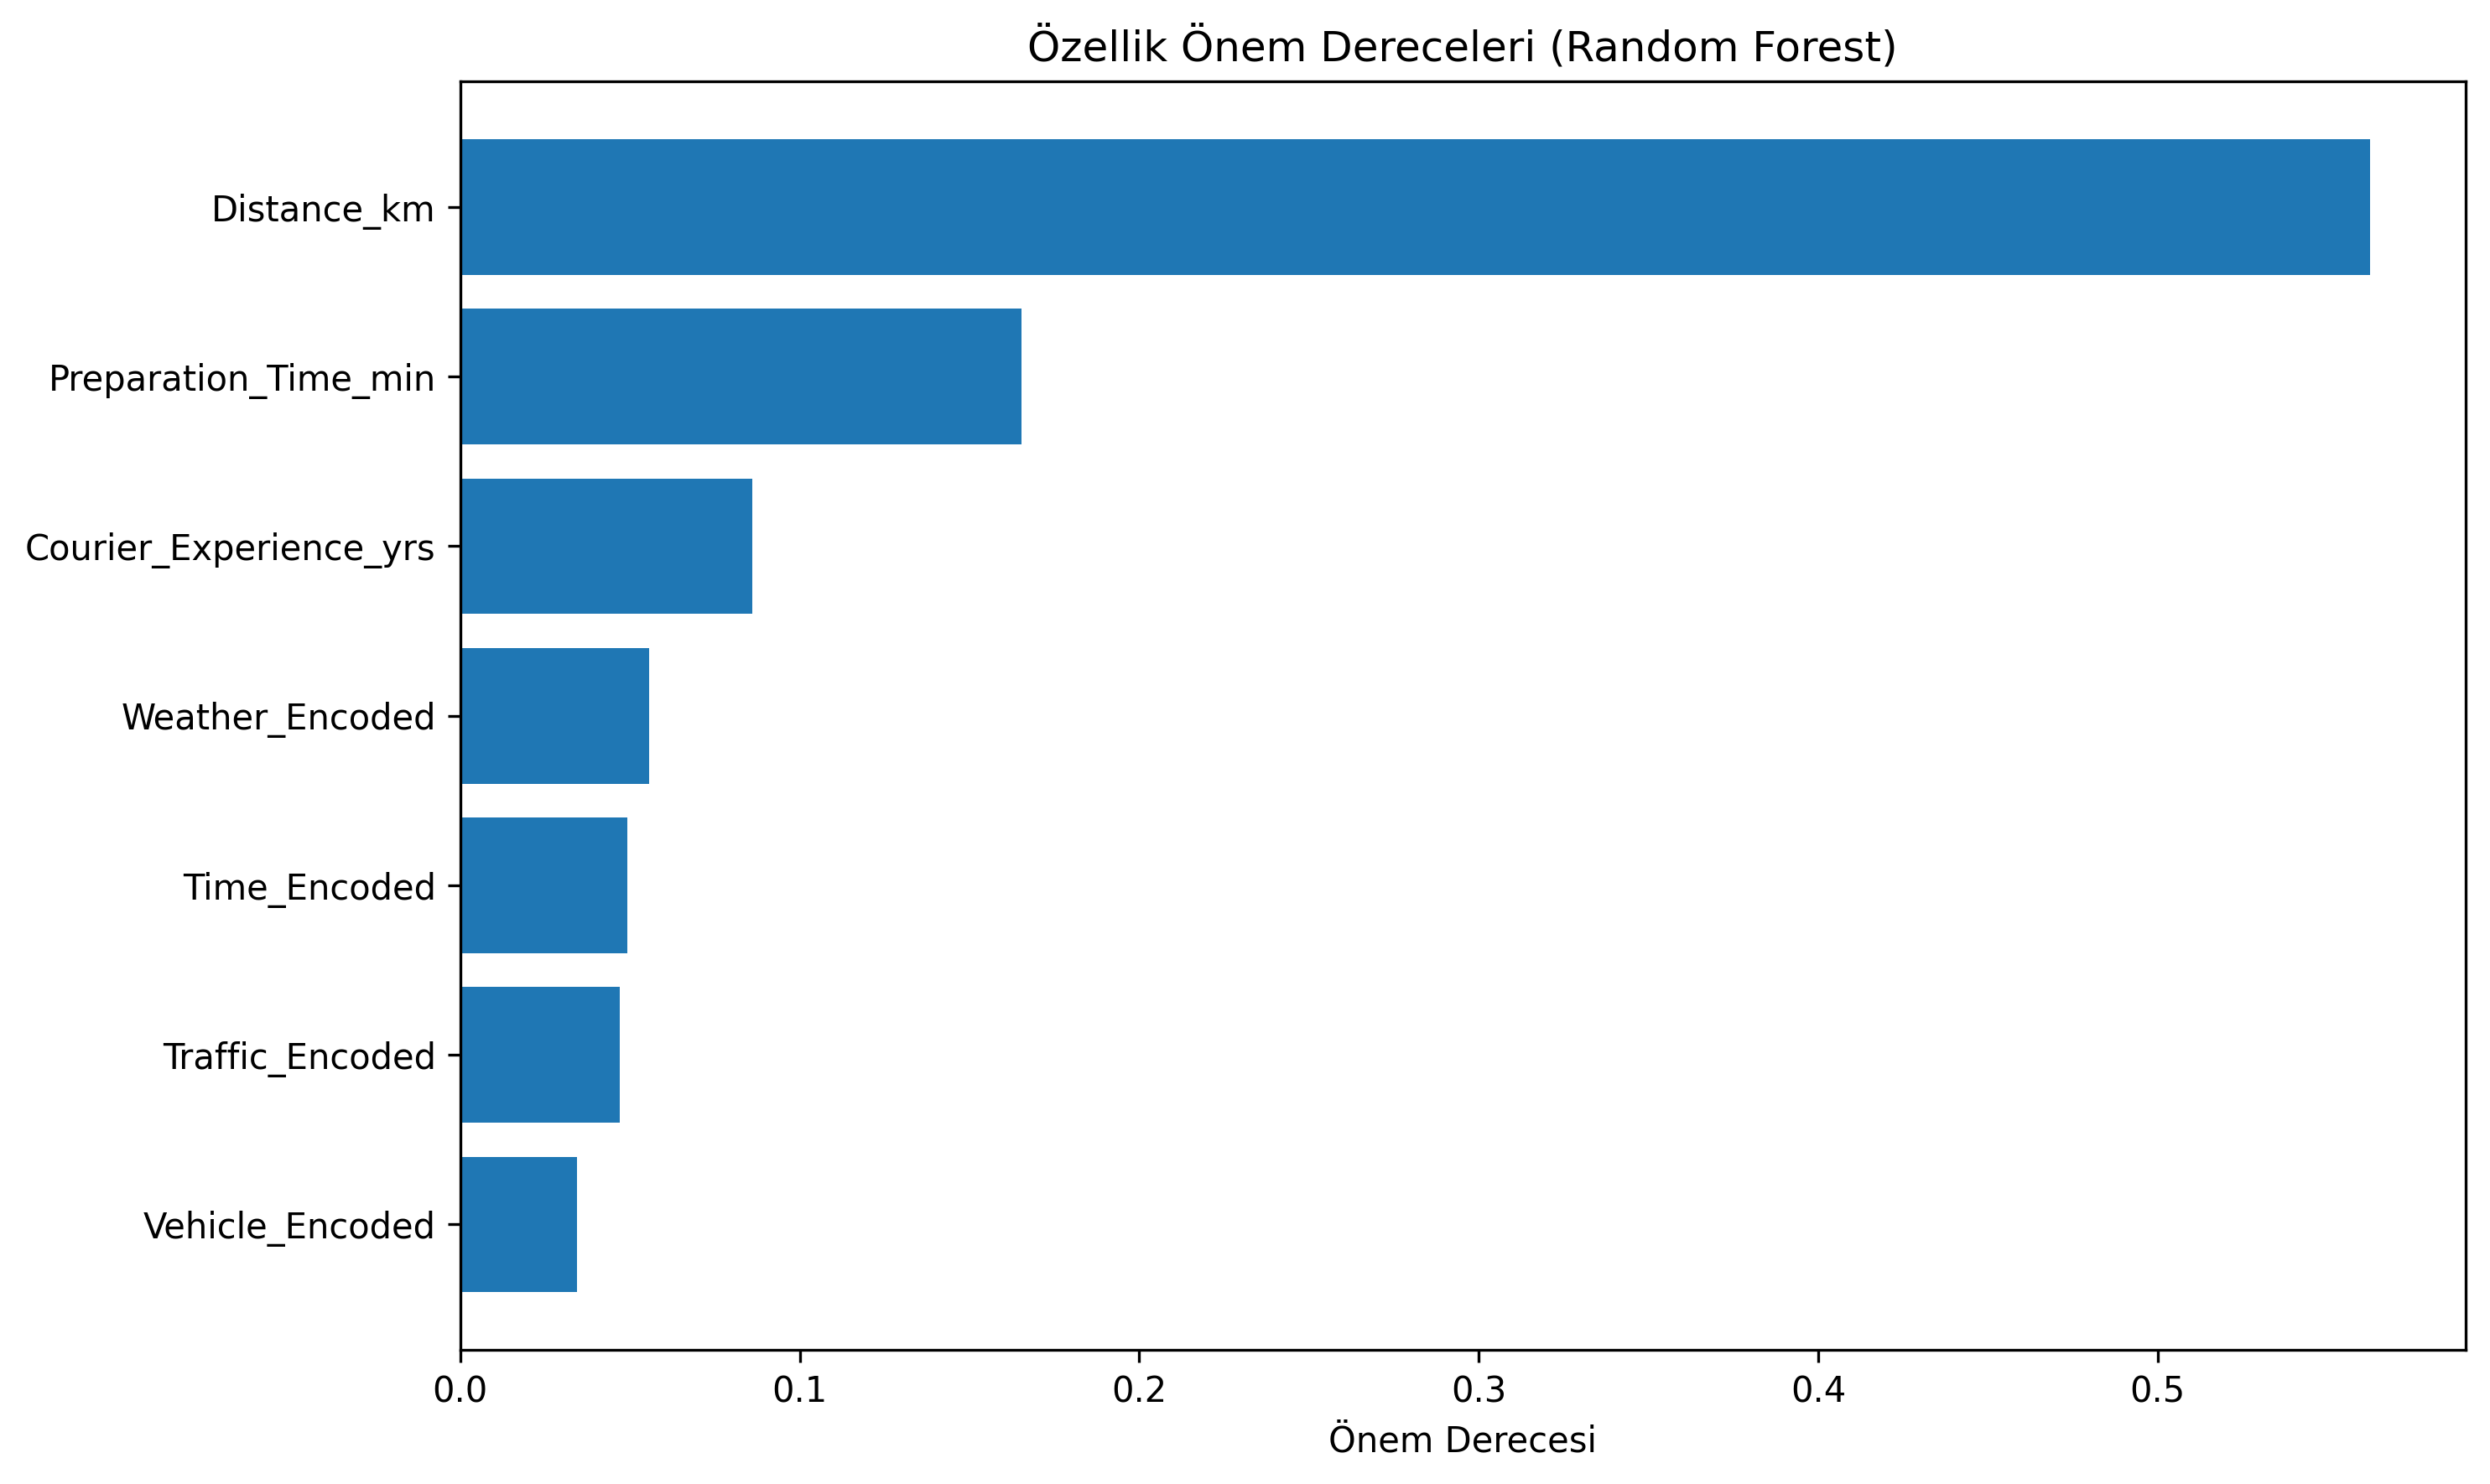 Özellik Önem Dereceleri (Random Forest)
Distance_km
Preparation_Time_min
Courier_Experience_yrs
Weather_Encoded
Time_Encoded
Traffic_Encoded
Vehicle_Encoded
0.0 0.1 0.2 0.3 0.4 0.5
Önem Derecesi